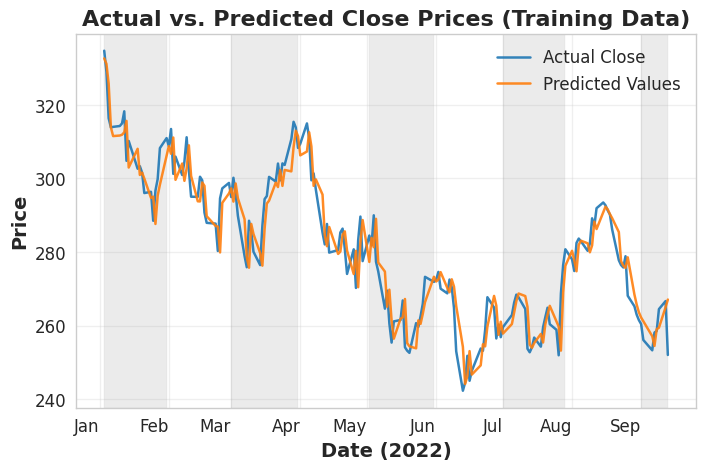 Actual vs. Predicted Close Prices (Training Data)
Actual Close
Predicted Values
Price
320
300
280
260
240
Jan Feb Mar Apr May Jun Jul Aug Sep
Date (2022)